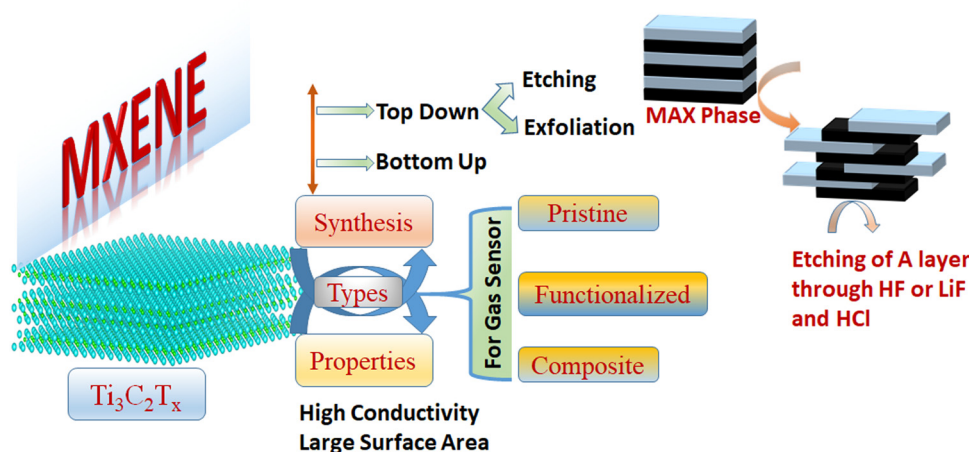 MXENE
Etching
Top Down
Exfoliation
Bottom Up
MAX Phase
Synthesis
Types
Properties
For Gas Sensor
Pristine
Functionalized
Composite
Etching of A layer
through HF or LiF
and HCl
Ti₃C₂Tₓ
High Conductivity
Large Surface Area